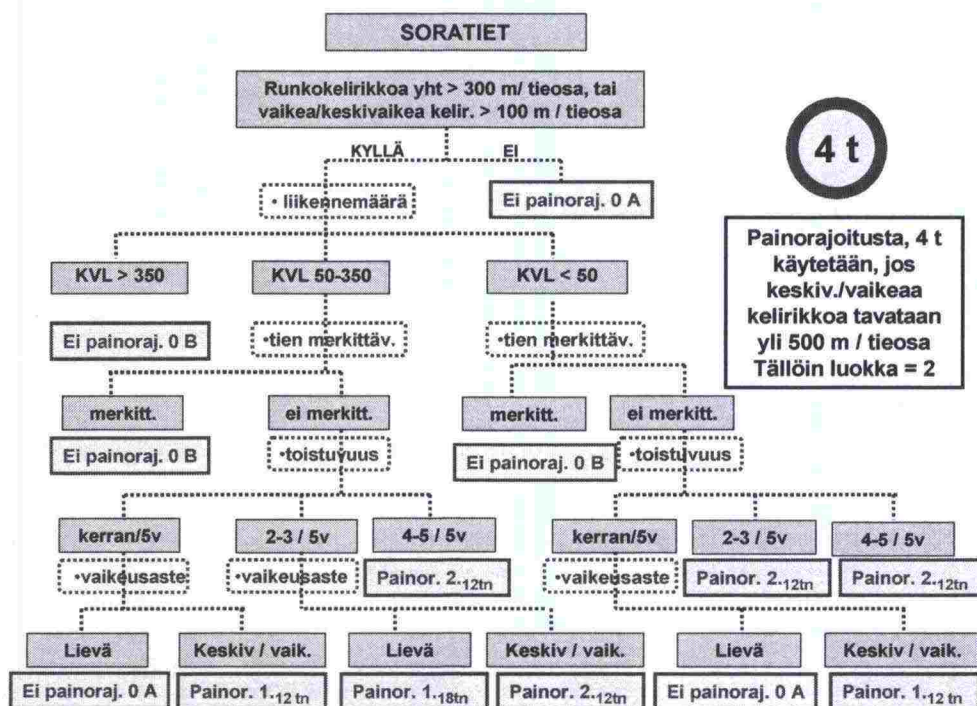 SORATIET
Runkokelirikkoa yht > 300 m/ tieosa, tai
vaikea/keskivaikea kelir. > 100 m / tieosa
KYLLÄ
EI
• liikennemäärä
Ei painoraj. 0 A
4 t
Painorajoitusta, 4 t
käytetään, jos
keskiv./vaikeaa
kelirikkoa tavataan
yli 500 m / tieosa
Tällöin luokka = 2
KVL > 350
KVL 50-350
KVL < 50
Ei painoraj. 0 B
•tien merkittäv.
•tien merkittäv.
merkitt.
ei merkitt.
merkitt.
ei merkitt.
Ei painoraj. 0 B
•toistuvuus
Ei painoraj. 0 B
•toistuvuus
kerran/5v
2-3 / 5v
4-5 / 5v
kerran/5v
2-3 / 5v
4-5 / 5v
•vaikeusaste
•vaikeusaste
Painor. 2.12tn
•vaikeusaste
Painor. 2.12tn
Painor. 2.12tn
Lievä
Keskiv / vaik.
Lievä
Keskiv / vaik.
Lievä
Keskiv / vaik.
Ei painoraj. 0 A
Painor. 1.12 tn
Painor. 1.18tn
Painor. 2.12tn
Ei painoraj. 0 A
Painor. 1.12 tn